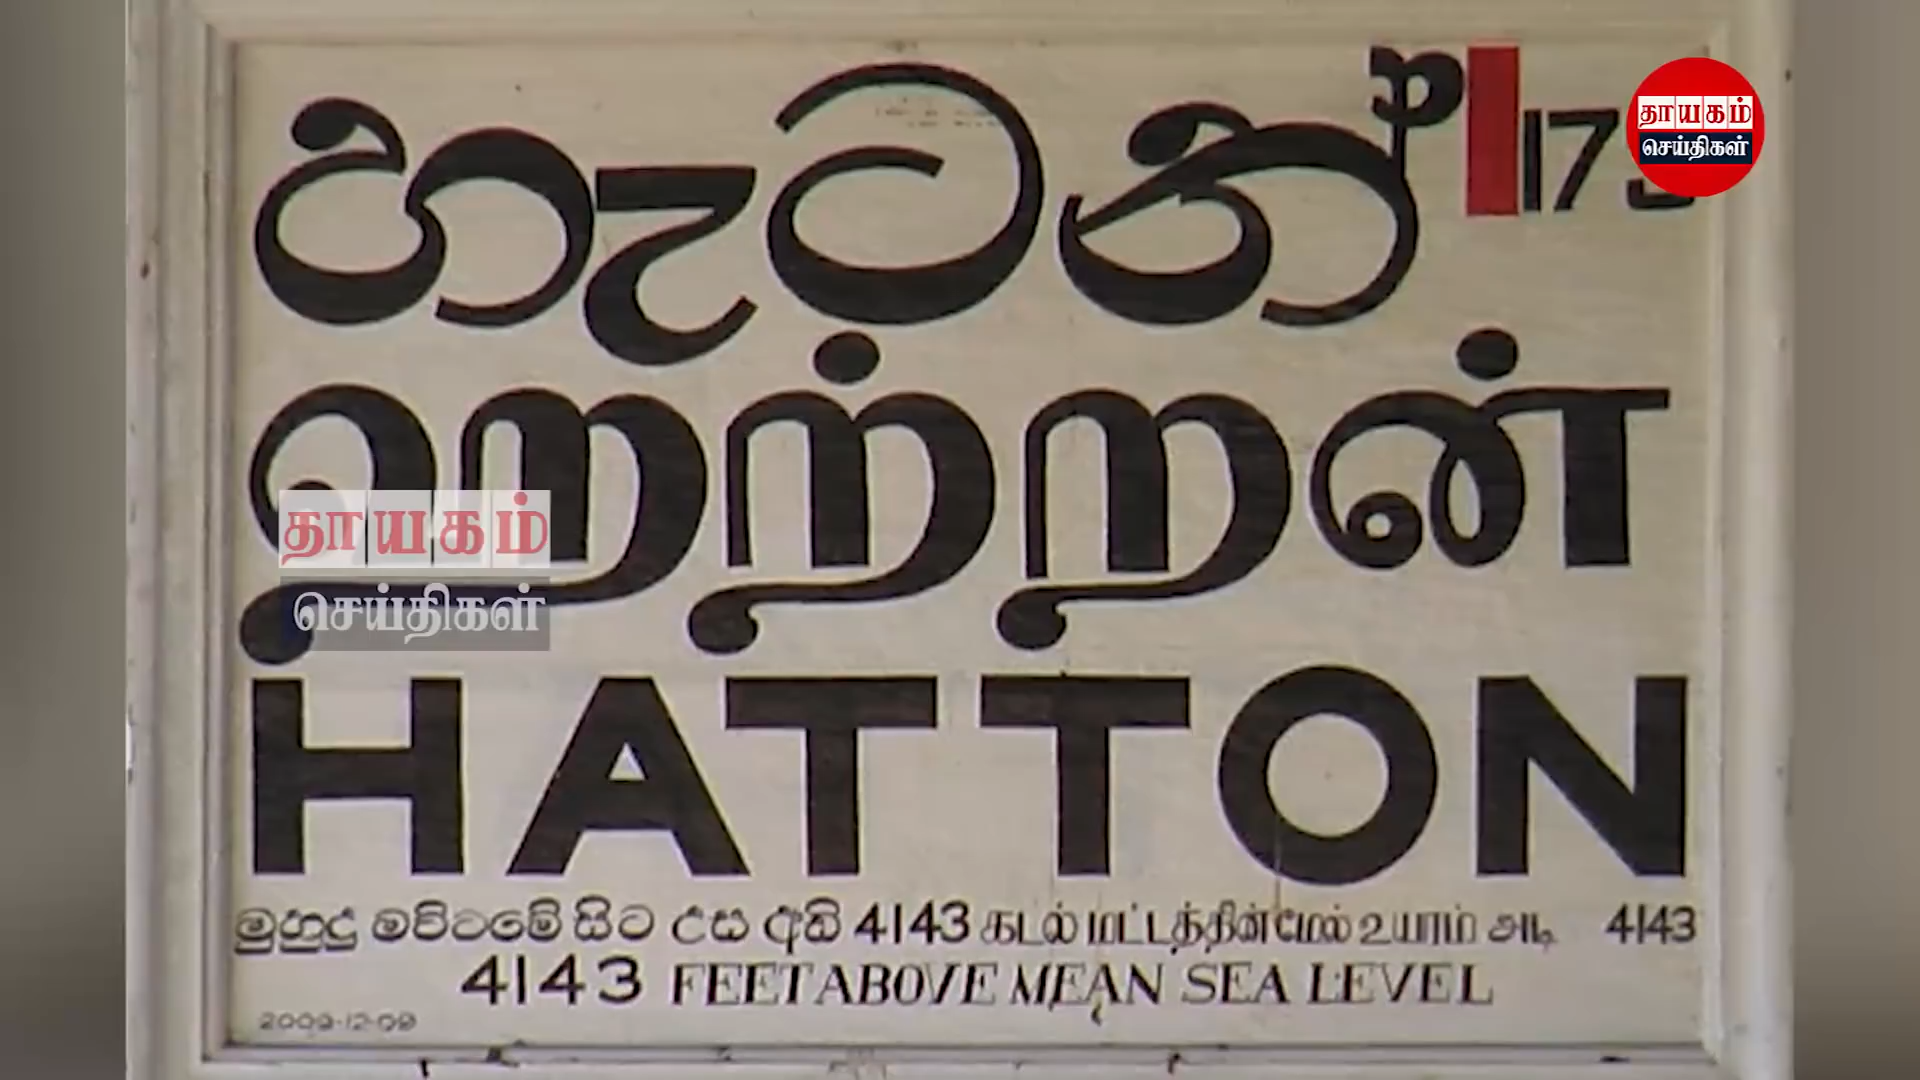 හැටන්
தாயகம்
செய்திகள்
ஹற்றன்
தாயகம்
செய்திகள்
HATTON
මුහුදු මට්ටමේ සිට උස අඩි 4143 கடல் மட்டத்தின்மேல் உயரம் அடி 4143
4143 FEET ABOVE MEAN SEA LEVEL
2009-12-09